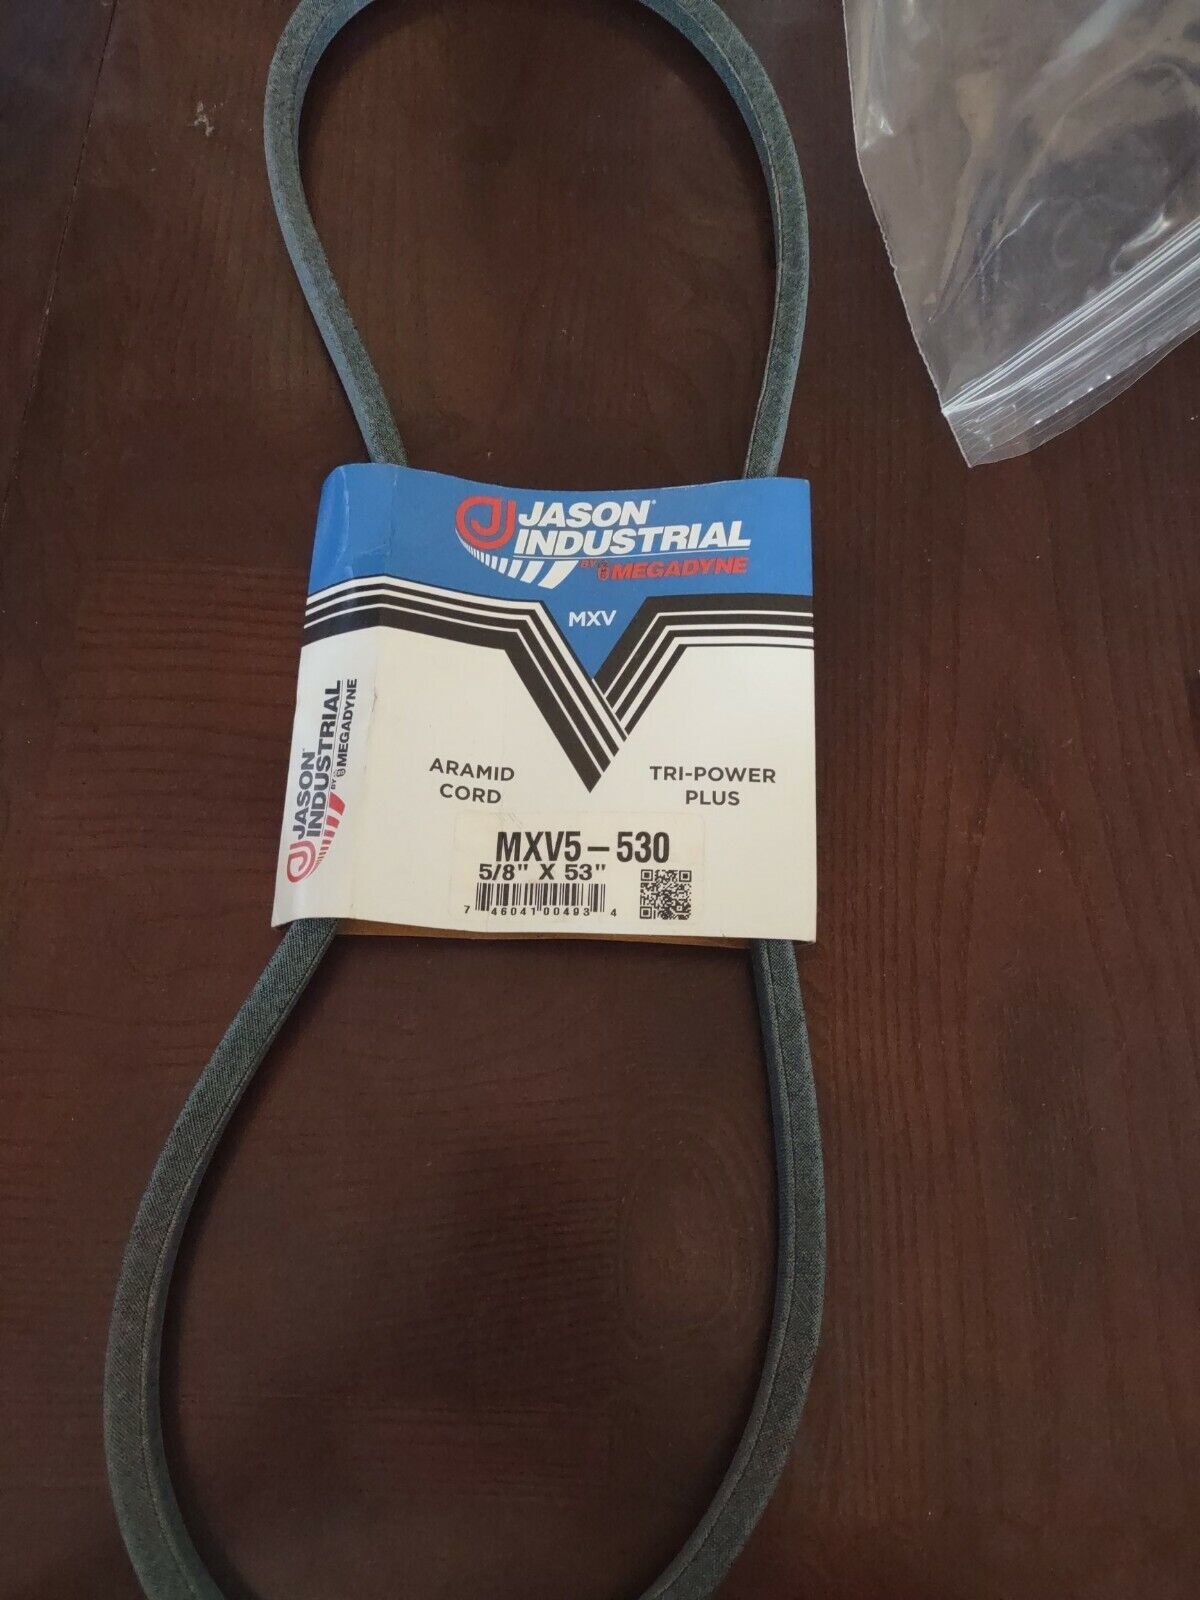 JASON®
INDUSTRIAL
BY MEGADYNE
MXV
JASON
INDUSTRIAL
BY MEGADYNE
ARAMID
CORD
TRI-POWER
PLUS
MXV5-530
5/8" X 53"
7 46041 00493 4